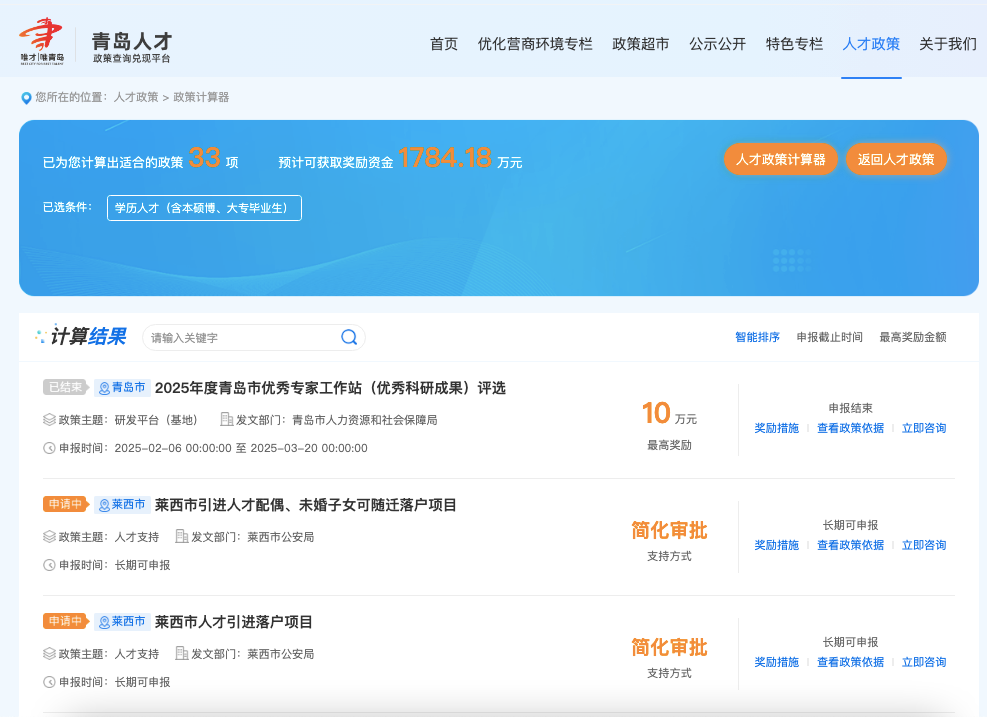 唯才|唯青岛
青岛人才
政策查询兑现平台
首页 优化营商环境专栏 政策超市 公示公开 特色专栏 人才政策 关于我们
您所在的位置： 人才政策 > 政策计算器
已为您计算出适合的政策 33 项 预计可获取奖励资金 1784.18 万元
人才政策计算器 返回人才政策
已选条件： 学历人才（含本硕博、大专毕业生）
计算结果 请输入关键字 智能排序 申报截止时间 最高奖励金额
已结束 青岛市 2025年度青岛市优秀专家工作站（优秀科研成果）评选
政策主题：研发平台（基地） 发文部门：青岛市人力资源和社会保障局
申报时间：2025-02-06 00:00:00 至 2025-03-20 00:00:00
10 万元
最高奖励
申报结束
奖励措施 查看政策依据 立即咨询
申请中 莱西市 莱西市引进人才配偶、未婚子女可随迁落户项目
政策主题：人才支持 发文部门：莱西市公安局
申报时间：长期可申报
简化审批
支持方式
长期可申报
奖励措施 查看政策依据 立即咨询
申请中 莱西市 莱西市人才引进落户项目
政策主题：人才支持 发文部门：莱西市公安局
申报时间：长期可申报
简化审批
支持方式
长期可申报
奖励措施 查看政策依据 立即咨询